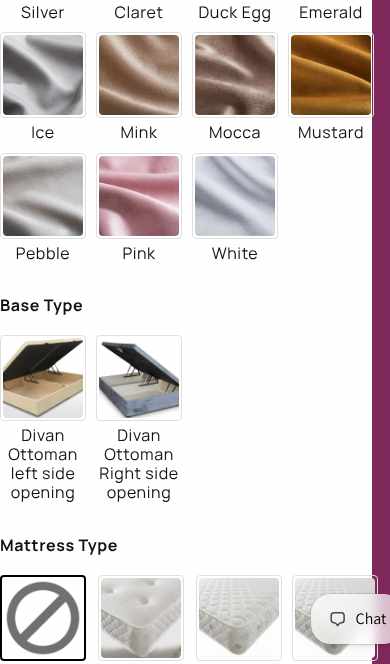 Silver Claret Duck Egg Emerald
Ice Mink Mocca Mustard
Pebble Pink White
Base Type
Divan Ottoman left side opening
Divan Ottoman Right side opening
Mattress Type
Chat